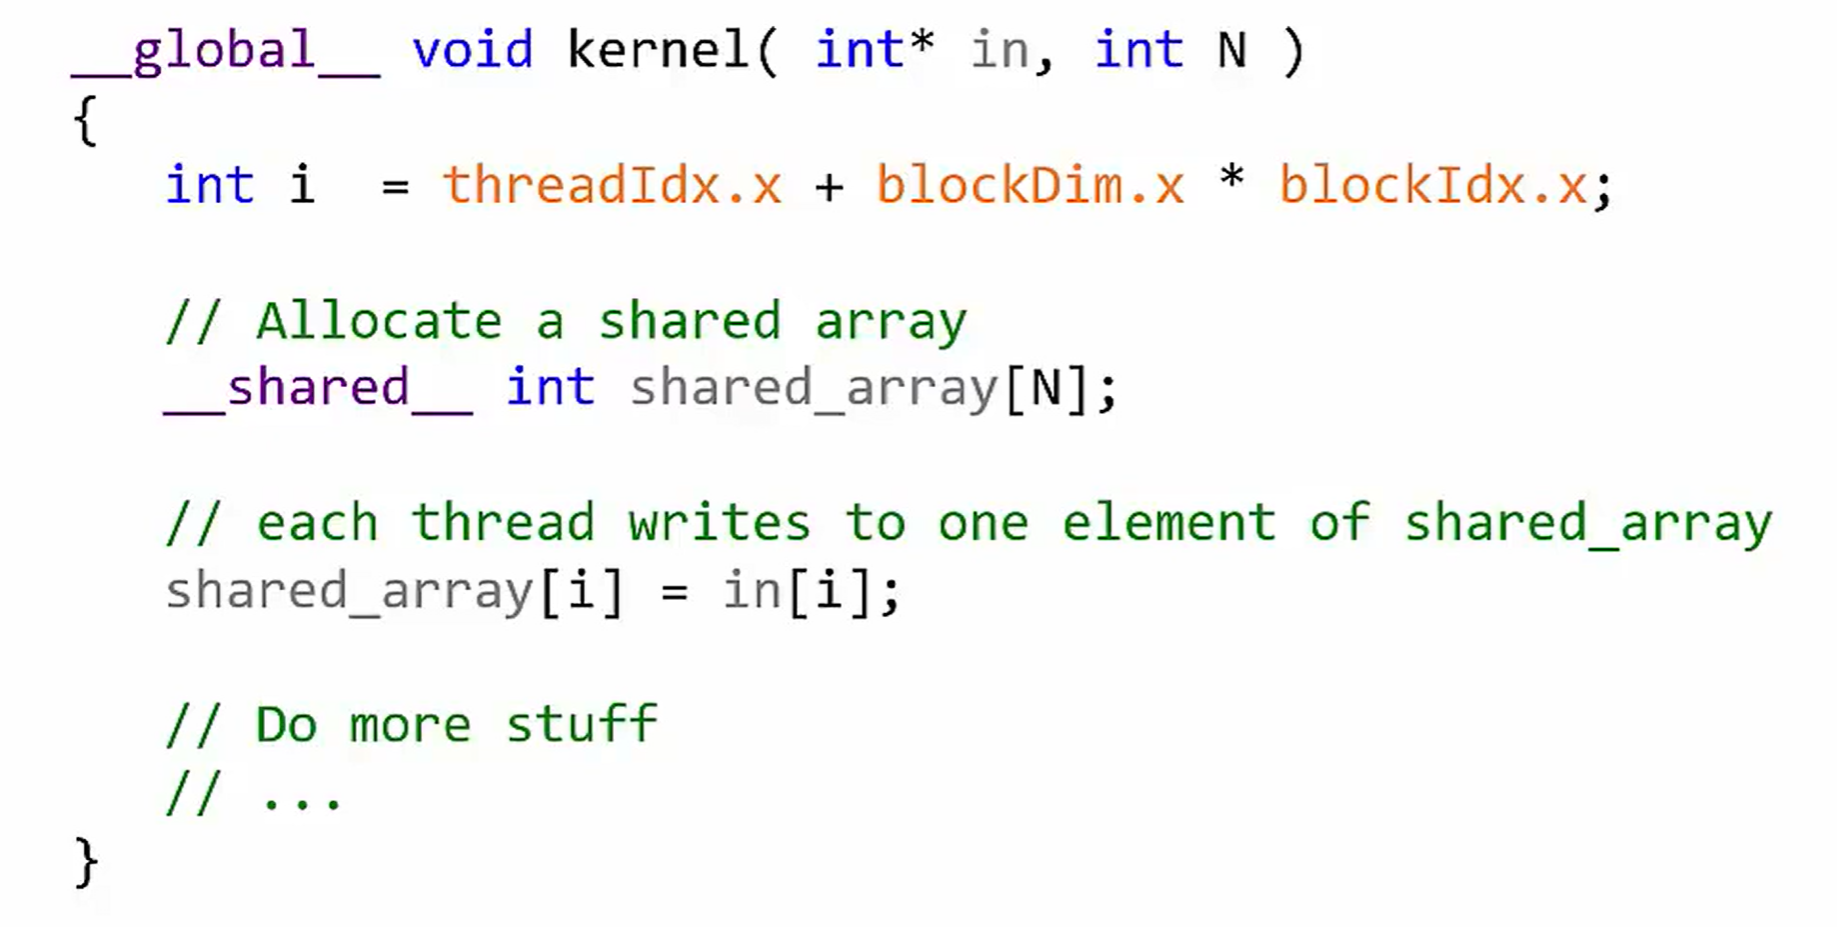 __global__ void kernel( int* in, int N )
{
int i  = threadIdx.x + blockDim.x * blockIdx.x;
// Allocate a shared array
__shared__ int shared_array[N];
// each thread writes to one element of shared_array
shared_array[i] = in[i];
// Do more stuff
// ...
}